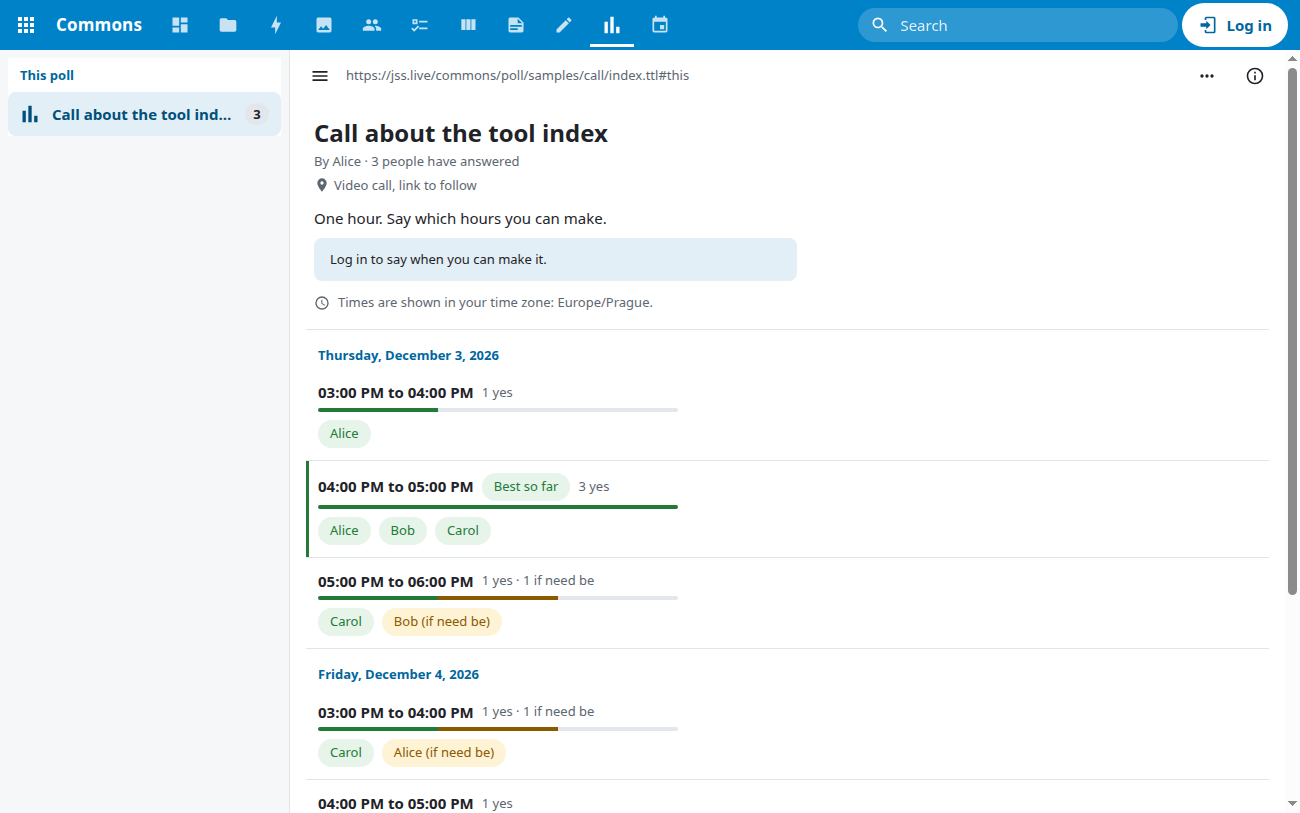 Commons
Search
Log in
This poll
Call about the tool ind... 3
https://jss.live/commons/poll/samples/call/index.ttl#this
Call about the tool index
By Alice · 3 people have answered
Video call, link to follow
One hour. Say which hours you can make.
Log in to say when you can make it.
Times are shown in your time zone: Europe/Prague.
Thursday, December 3, 2026
03:00 PM to 04:00 PM 1 yes
Alice
04:00 PM to 05:00 PM Best so far 3 yes
Alice Bob Carol
05:00 PM to 06:00 PM 1 yes · 1 if need be
Carol Bob (if need be)
Friday, December 4, 2026
03:00 PM to 04:00 PM 1 yes · 1 if need be
Carol Alice (if need be)
04:00 PM to 05:00 PM 1 yes